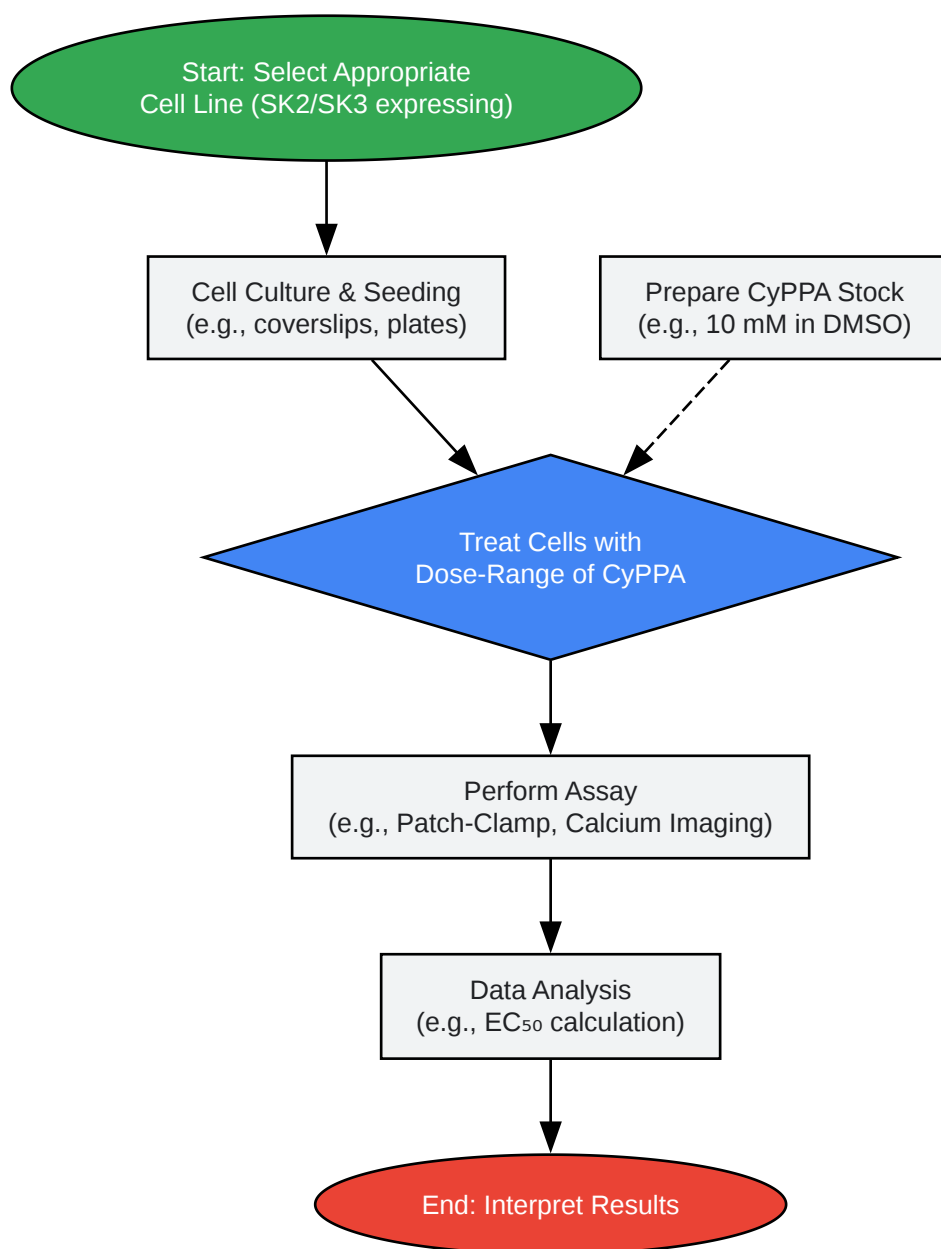 Start: Select Appropriate
Cell Line (SK2/SK3 expressing)
Cell Culture & Seeding
(e.g., coverslips, plates)
Prepare CyPPA Stock
(e.g., 10 mM in DMSO)
Treat Cells with
Dose-Range of CyPPA
Perform Assay
(e.g., Patch-Clamp, Calcium Imaging)
Data Analysis
(e.g., EC₅₀ calculation)
End: Interpret Results